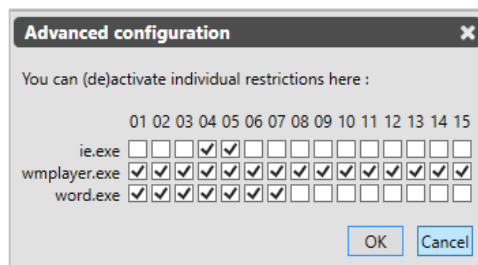 Advanced configuration
You can (de)activate individual restrictions here :
01 02 03 04 05 06 07 08 09 10 11 12 13 14 15
ie.exe
wmplayer.exe
word.exe
OK Cancel